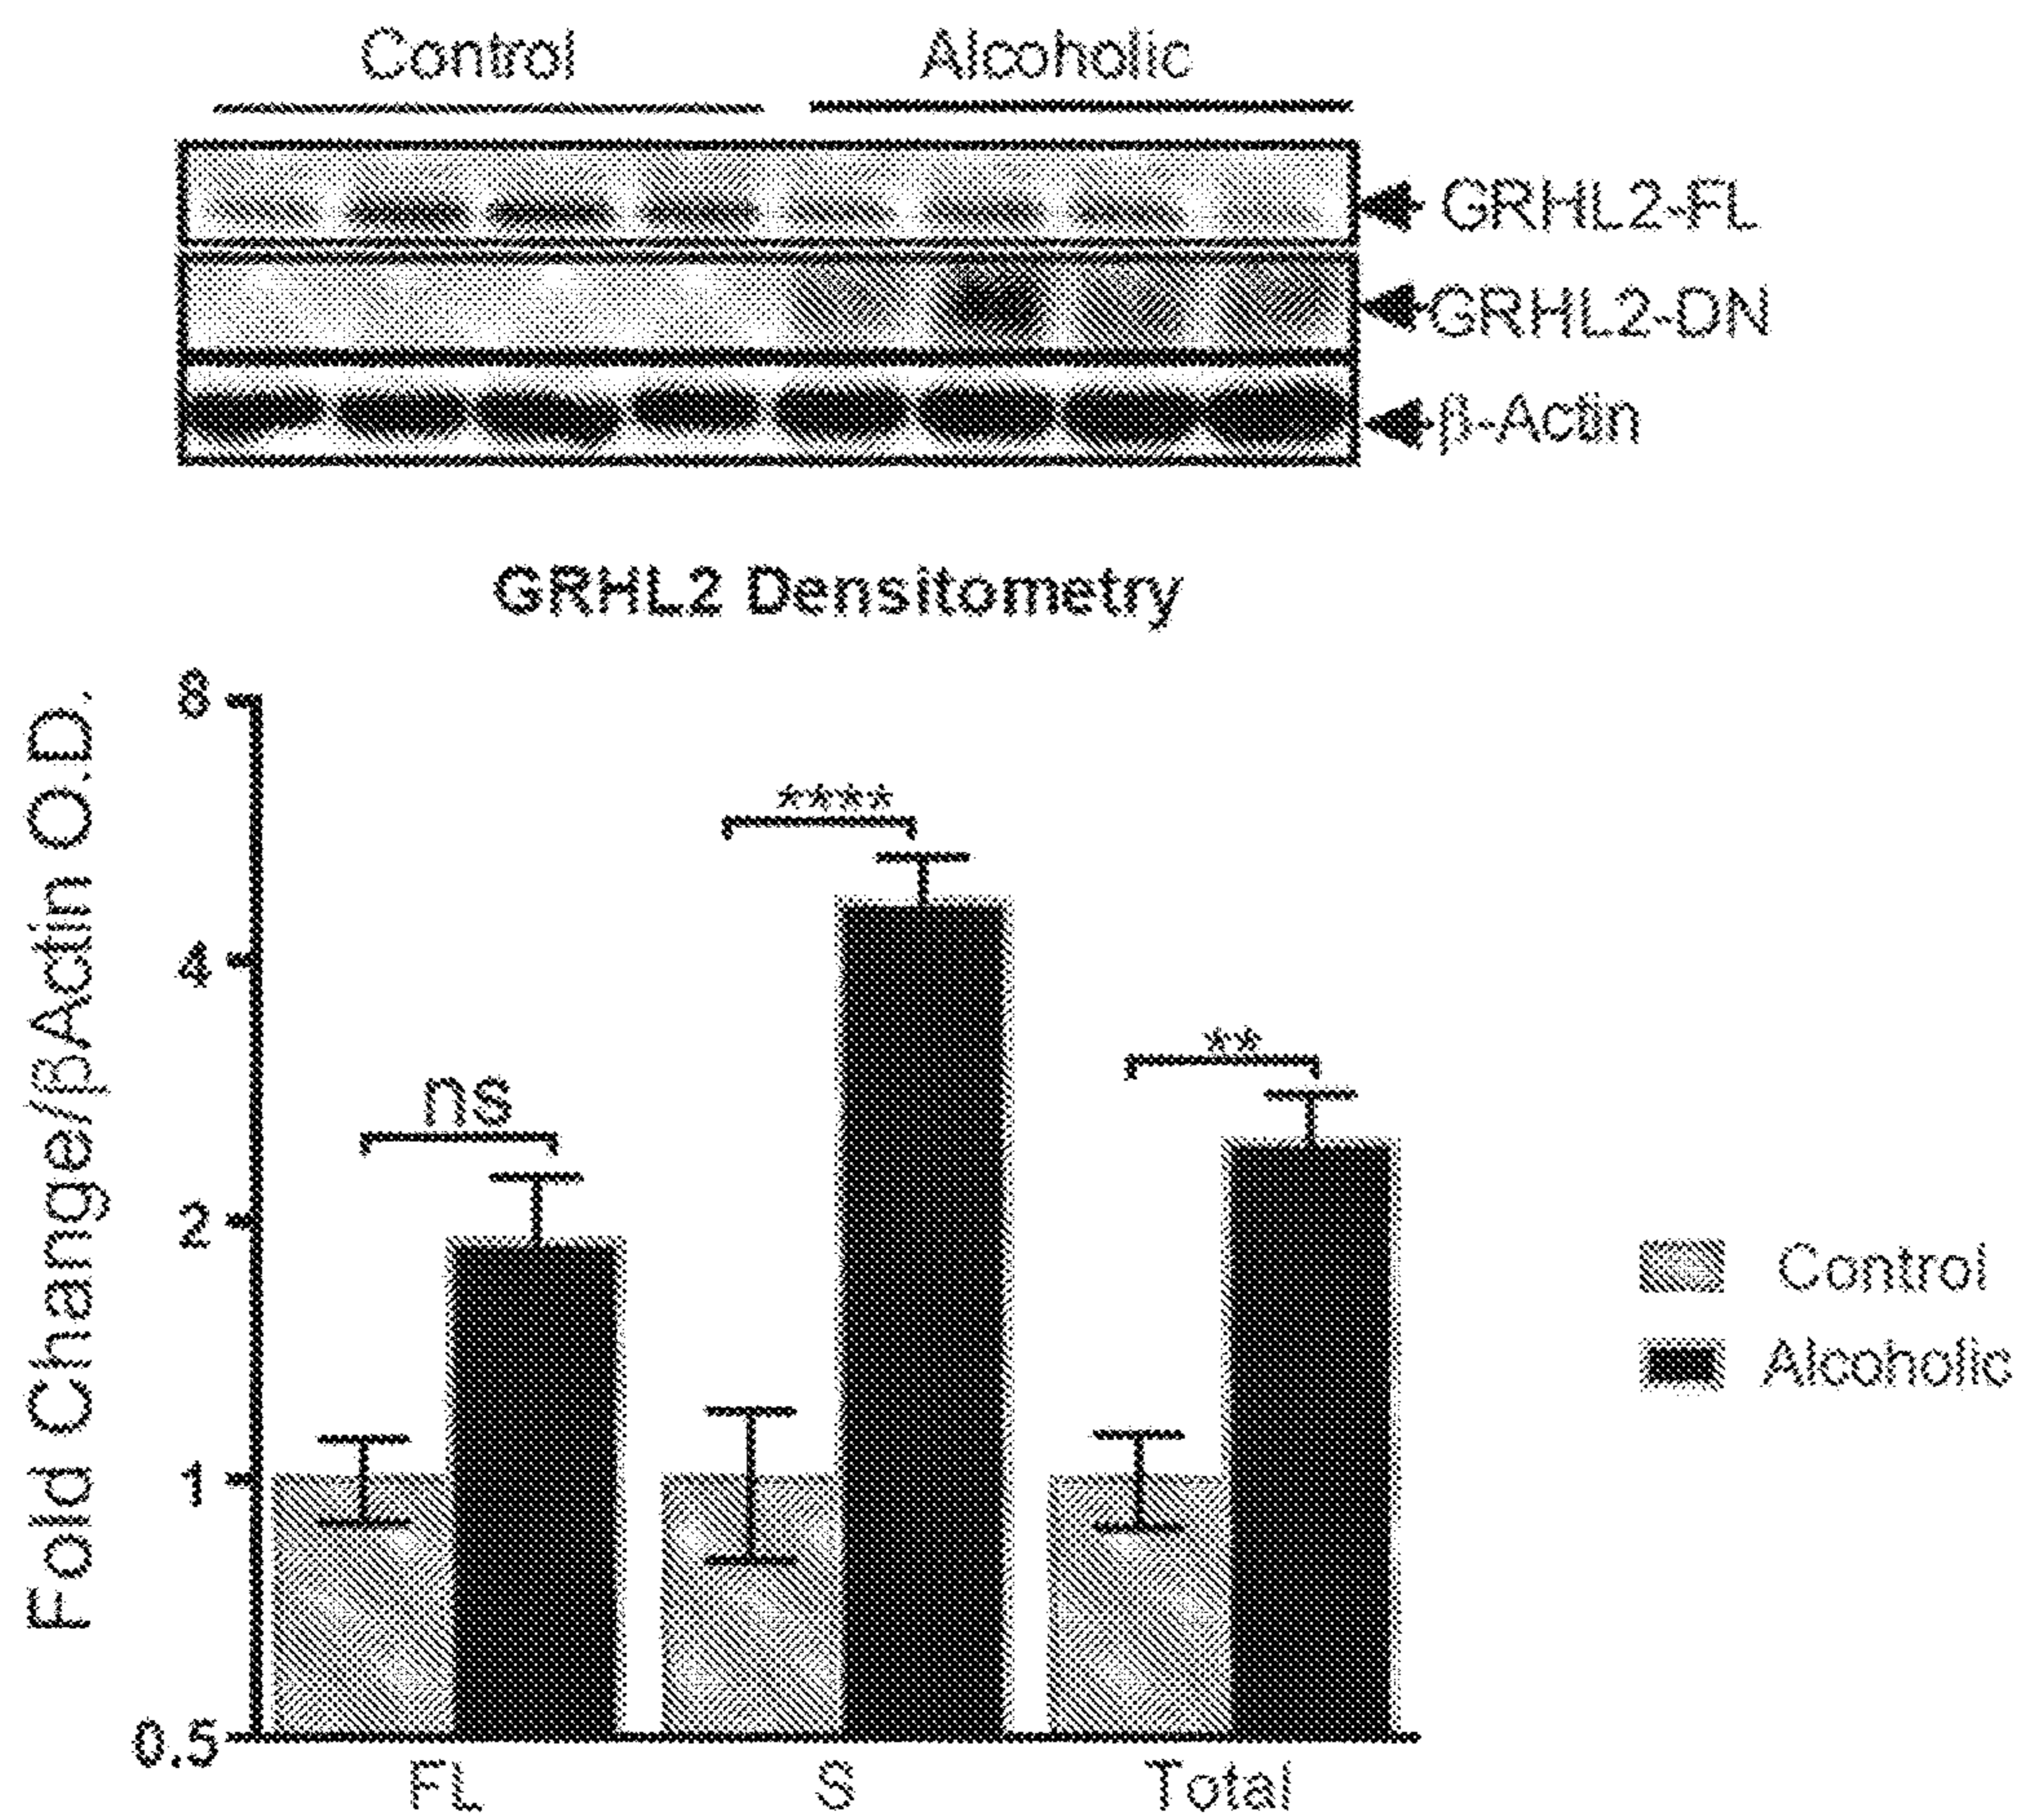 Control Alcoholic
GRHL2-FL
GRHL2-DN
β-Actin
GRHL2 Densitometry
Fold Change/βActin O.D.
8
4
2
1
0.5
ns
****
**
FL S Total
Control
Alcoholic